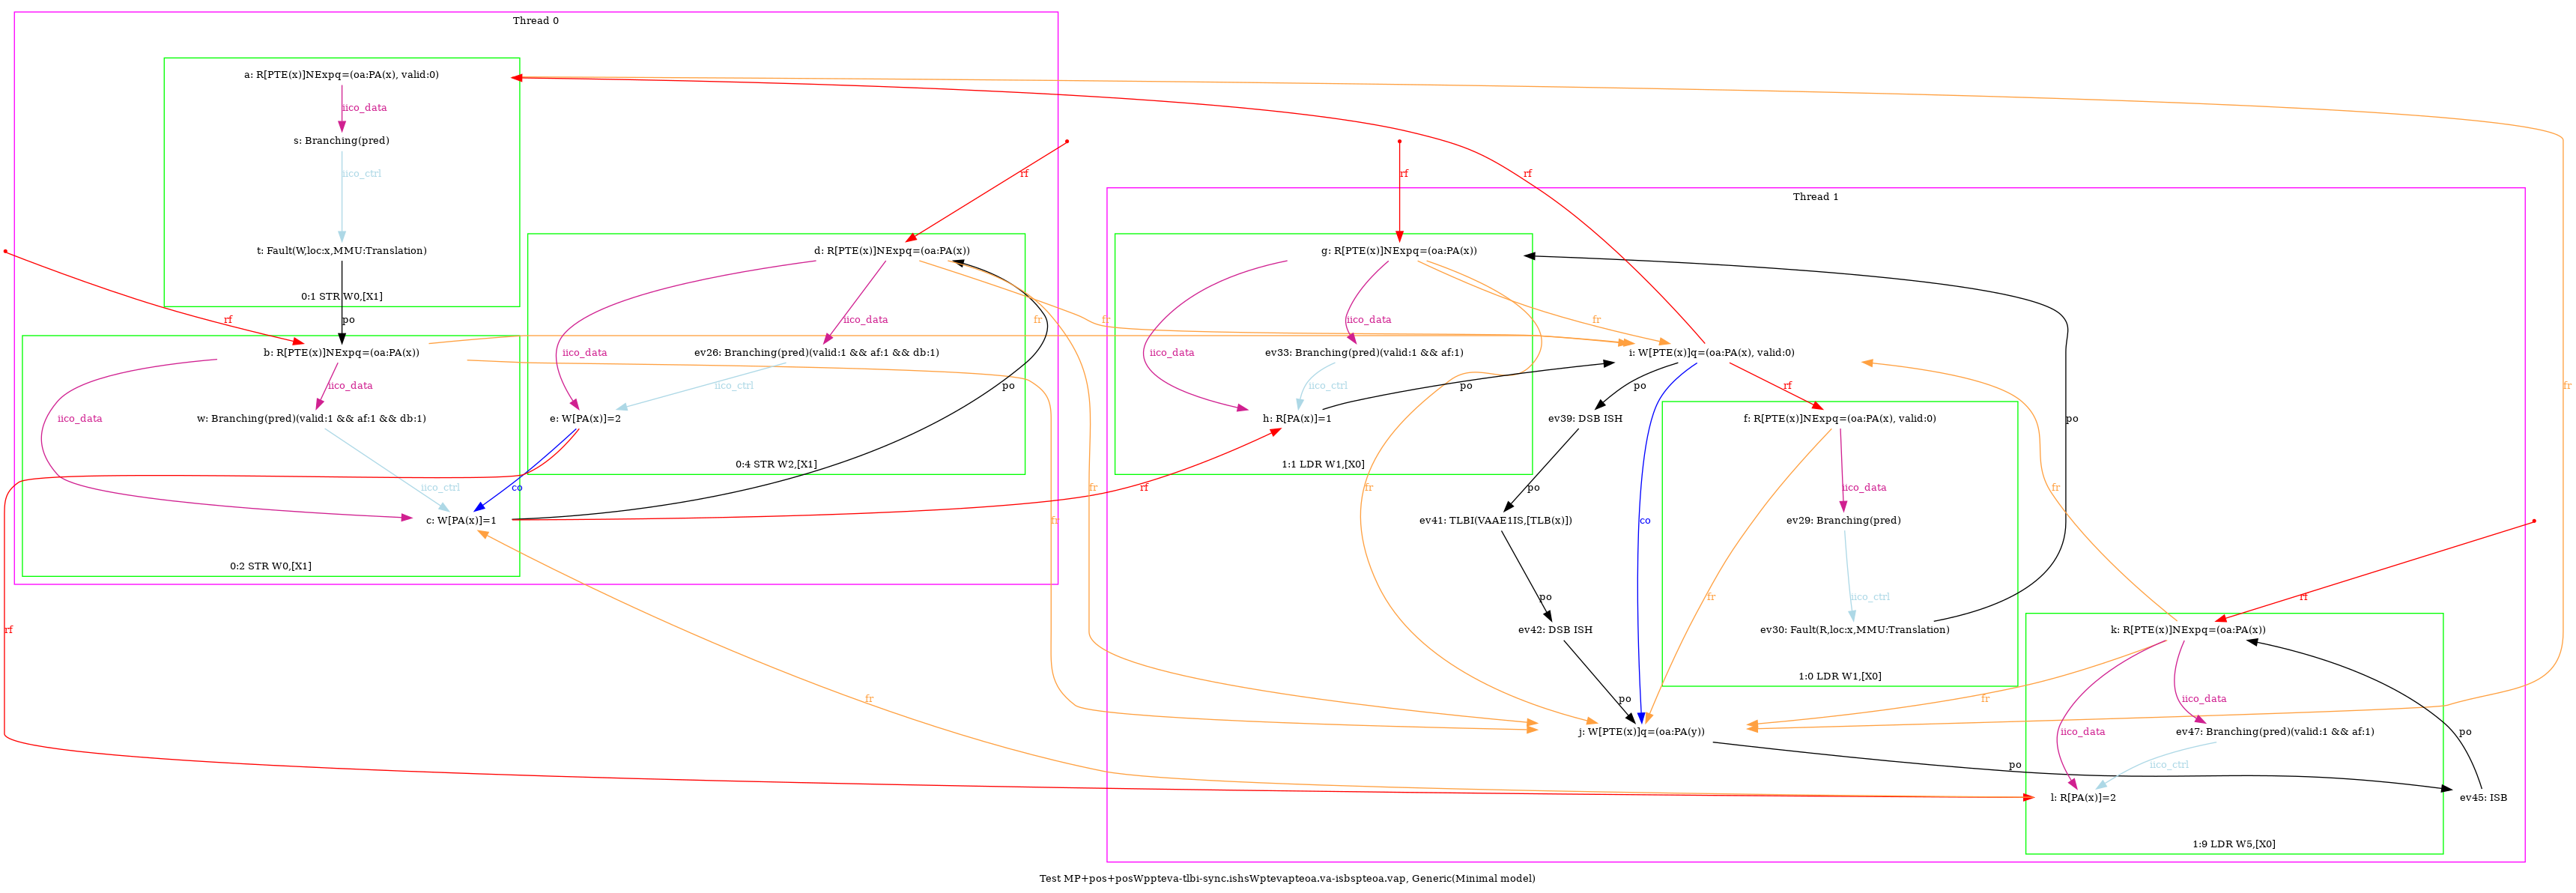 Thread 0
a: R[PTE(x)]NExpq=(oa:PA(x), valid:0)
iico_data
s: Branching(pred)
iico_ctrl
t: Fault(W,loc:x,MMU:Translation)
0:1 STR W0,[X1]
po
rf
b: R[PTE(x)]NExpq=(oa:PA(x))
iico_data
iico_data
w: Branching(pred)(valid:1 && af:1 && db:1)
iico_ctrl
c: W[PA(x)]=1
0:2 STR W0,[X1]
rf
d: R[PTE(x)]NExpq=(oa:PA(x))
iico_data
iico_data
ev26: Branching(pred)(valid:1 && af:1 && db:1)
iico_ctrl
e: W[PA(x)]=2
0:4 STR W2,[X1]
co
po
fr
fr
fr
fr
rf
rf
fr
Thread 1
rf
rf
g: R[PTE(x)]NExpq=(oa:PA(x))
iico_data
iico_data
ev33: Branching(pred)(valid:1 && af:1)
iico_ctrl
h: R[PA(x)]=1
1:1 LDR W1,[X0]
fr
fr
po
i: W[PTE(x)]q=(oa:PA(x), valid:0)
po
rf
ev39: DSB ISH
po
ev41: TLBI(VAAE1IS,[TLB(x)])
po
ev42: DSB ISH
po
co
j: W[PTE(x)]q=(oa:PA(y))
f: R[PTE(x)]NExpq=(oa:PA(x), valid:0)
iico_data
ev29: Branching(pred)
iico_ctrl
ev30: Fault(R,loc:x,MMU:Translation)
1:0 LDR W1,[X0]
fr
po
fr
fr
rf
k: R[PTE(x)]NExpq=(oa:PA(x))
fr
iico_data
iico_data
ev47: Branching(pred)(valid:1 && af:1)
iico_ctrl
l: R[PA(x)]=2
1:9 LDR W5,[X0]
po
po
ev45: ISB
Test MP+pos+posWppteva-tlbi-sync.ishsWptevapteoa.va-isbspteoa.vap, Generic(Minimal model)